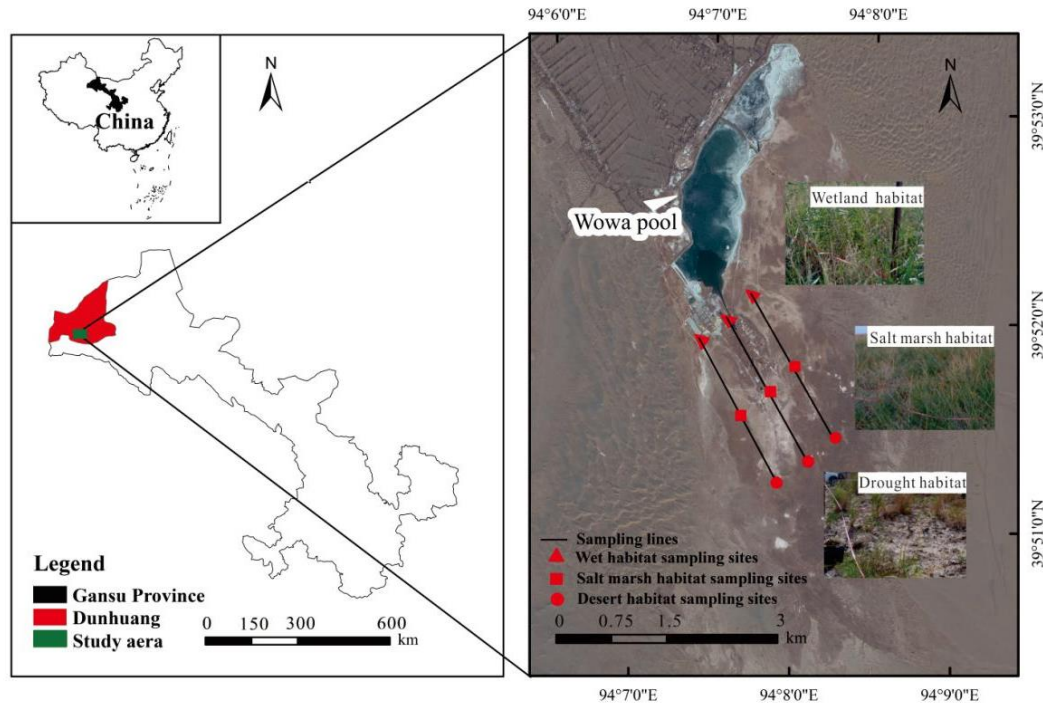 China
N
Legend
Gansu Province
Dunhuang
Study aera
0 150 300 600
km
94°6'0"E 94°7'0"E 94°8'0"E
N
39°53'0"N
39°52'0"N
39°51'0"N
Wowa pool
Wetland habitat
Salt marsh habitat
Drought habitat
Sampling lines
Wet habitat sampling sites
Salt marsh habitat sampling sites
Desert habitat sampling sites
0 0.75 1.5 3
km
94°7'0"E 94°8'0"E 94°9'0"E